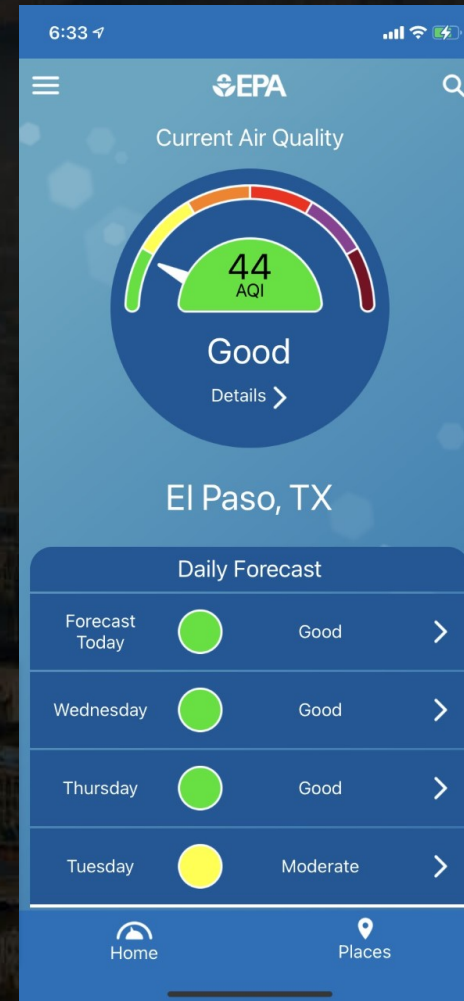 6:33
EPA
Current Air Quality
44
AQI
Good
Details
El Paso, TX
Daily Forecast
Forecast
Today
Good
Wednesday
Good
Thursday
Good
Tuesday
Moderate
Home
Places